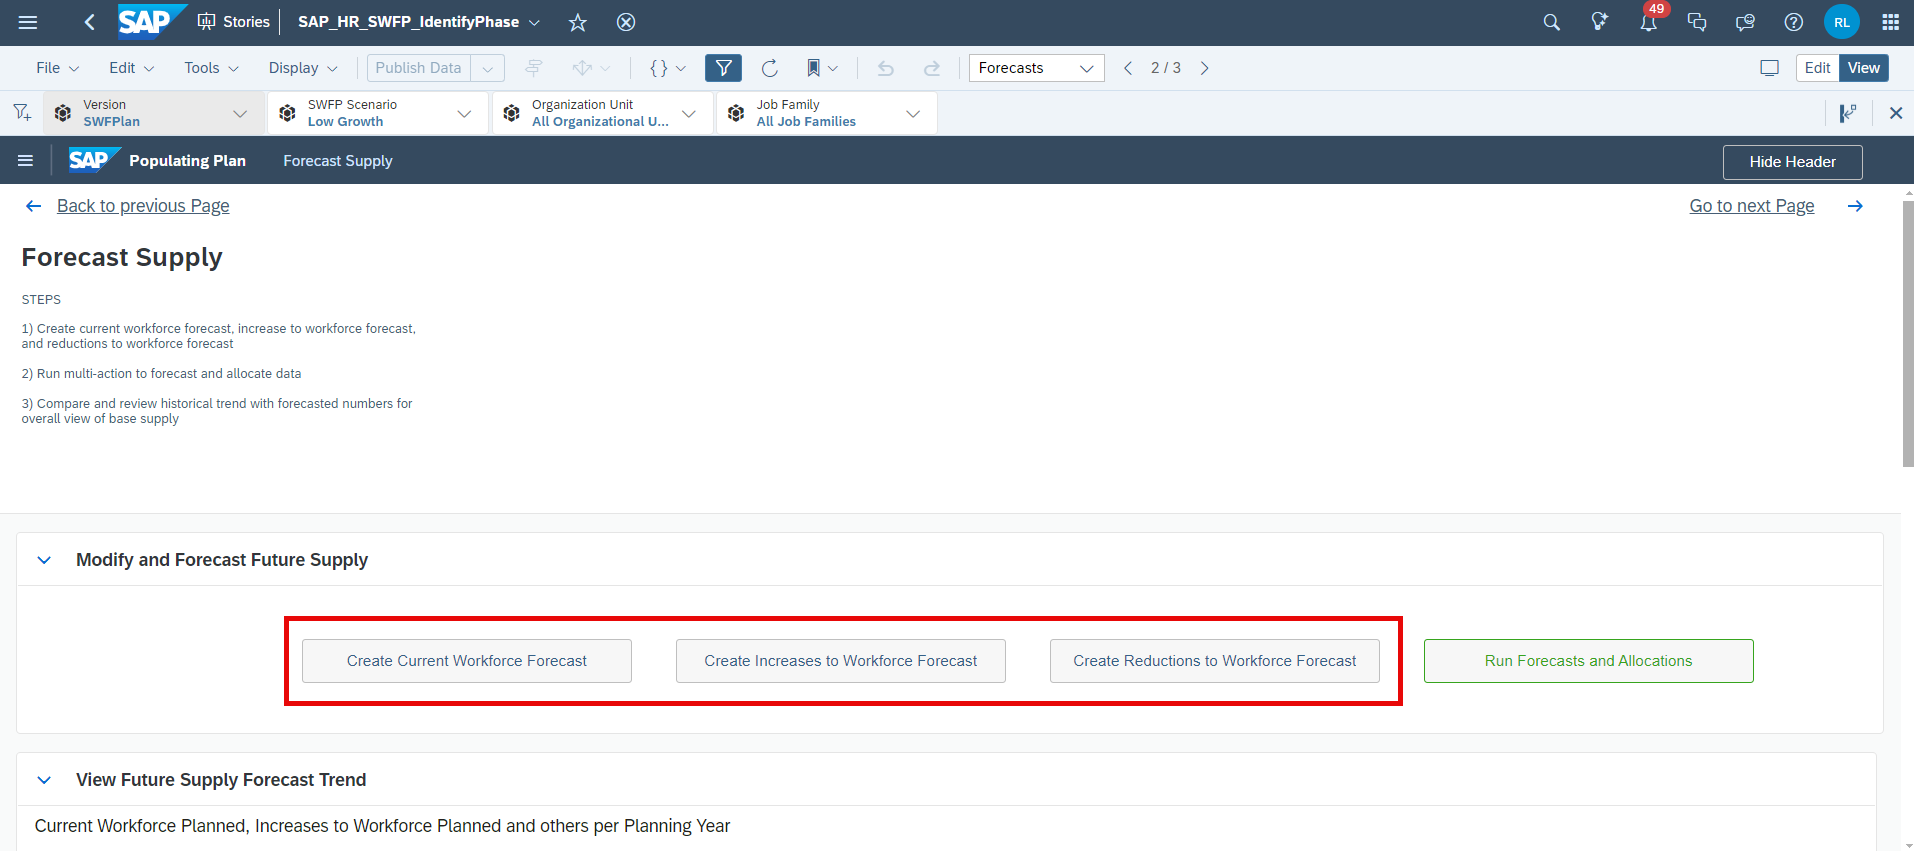 SAP Stories SAP_HR_SWFP_IdentifyPhase 49 RL
File Edit Tools Display Publish Data { } Forecasts 2 / 3 Edit View
Version SWFP Scenario Organization Unit Job Family
SWFPlan Low Growth All Organizational U... All Job Families
SAP Populating Plan Forecast Supply Hide Header
Back to previous Page Go to next Page
Forecast Supply
STEPS
1) Create current workforce forecast, increase to workforce forecast,
and reductions to workforce forecast
2) Run multi-action to forecast and allocate data
3) Compare and review historical trend with forecasted numbers for
overall view of base supply
Modify and Forecast Future Supply
Create Current Workforce Forecast Create Increases to Workforce Forecast Create Reductions to Workforce Forecast Run Forecasts and Allocations
View Future Supply Forecast Trend
Current Workforce Planned, Increases to Workforce Planned and others per Planning Year